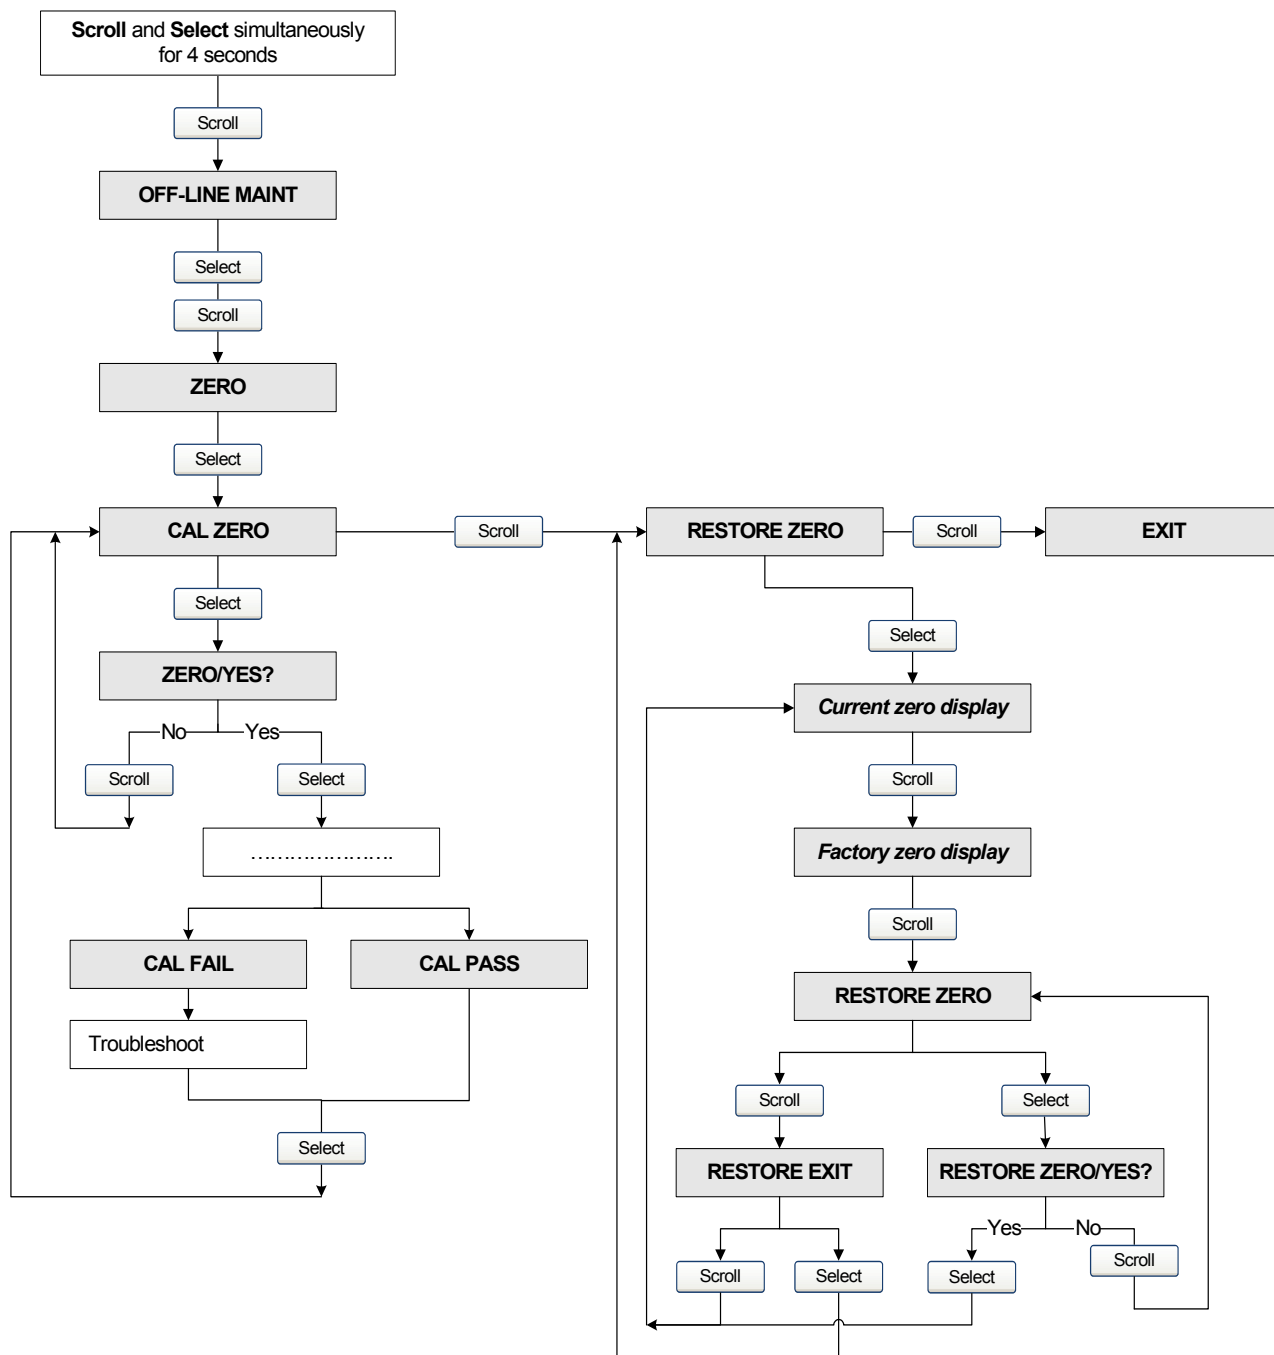 Scroll and Select simultaneously
for 4 seconds
Scroll
OFF-LINE MAINT
Select
Scroll
ZERO
Select
CAL ZERO
Scroll
RESTORE ZERO
Scroll
EXIT
Select
Select
ZERO/YES?
Current zero display
No
Yes
Scroll
Select
Scroll
………………….
Factory zero display
Scroll
CAL FAIL
CAL PASS
RESTORE ZERO
Troubleshoot
Scroll
Select
Select
RESTORE EXIT
RESTORE ZERO/YES?
Yes
No
Scroll
Select
Select
Scroll